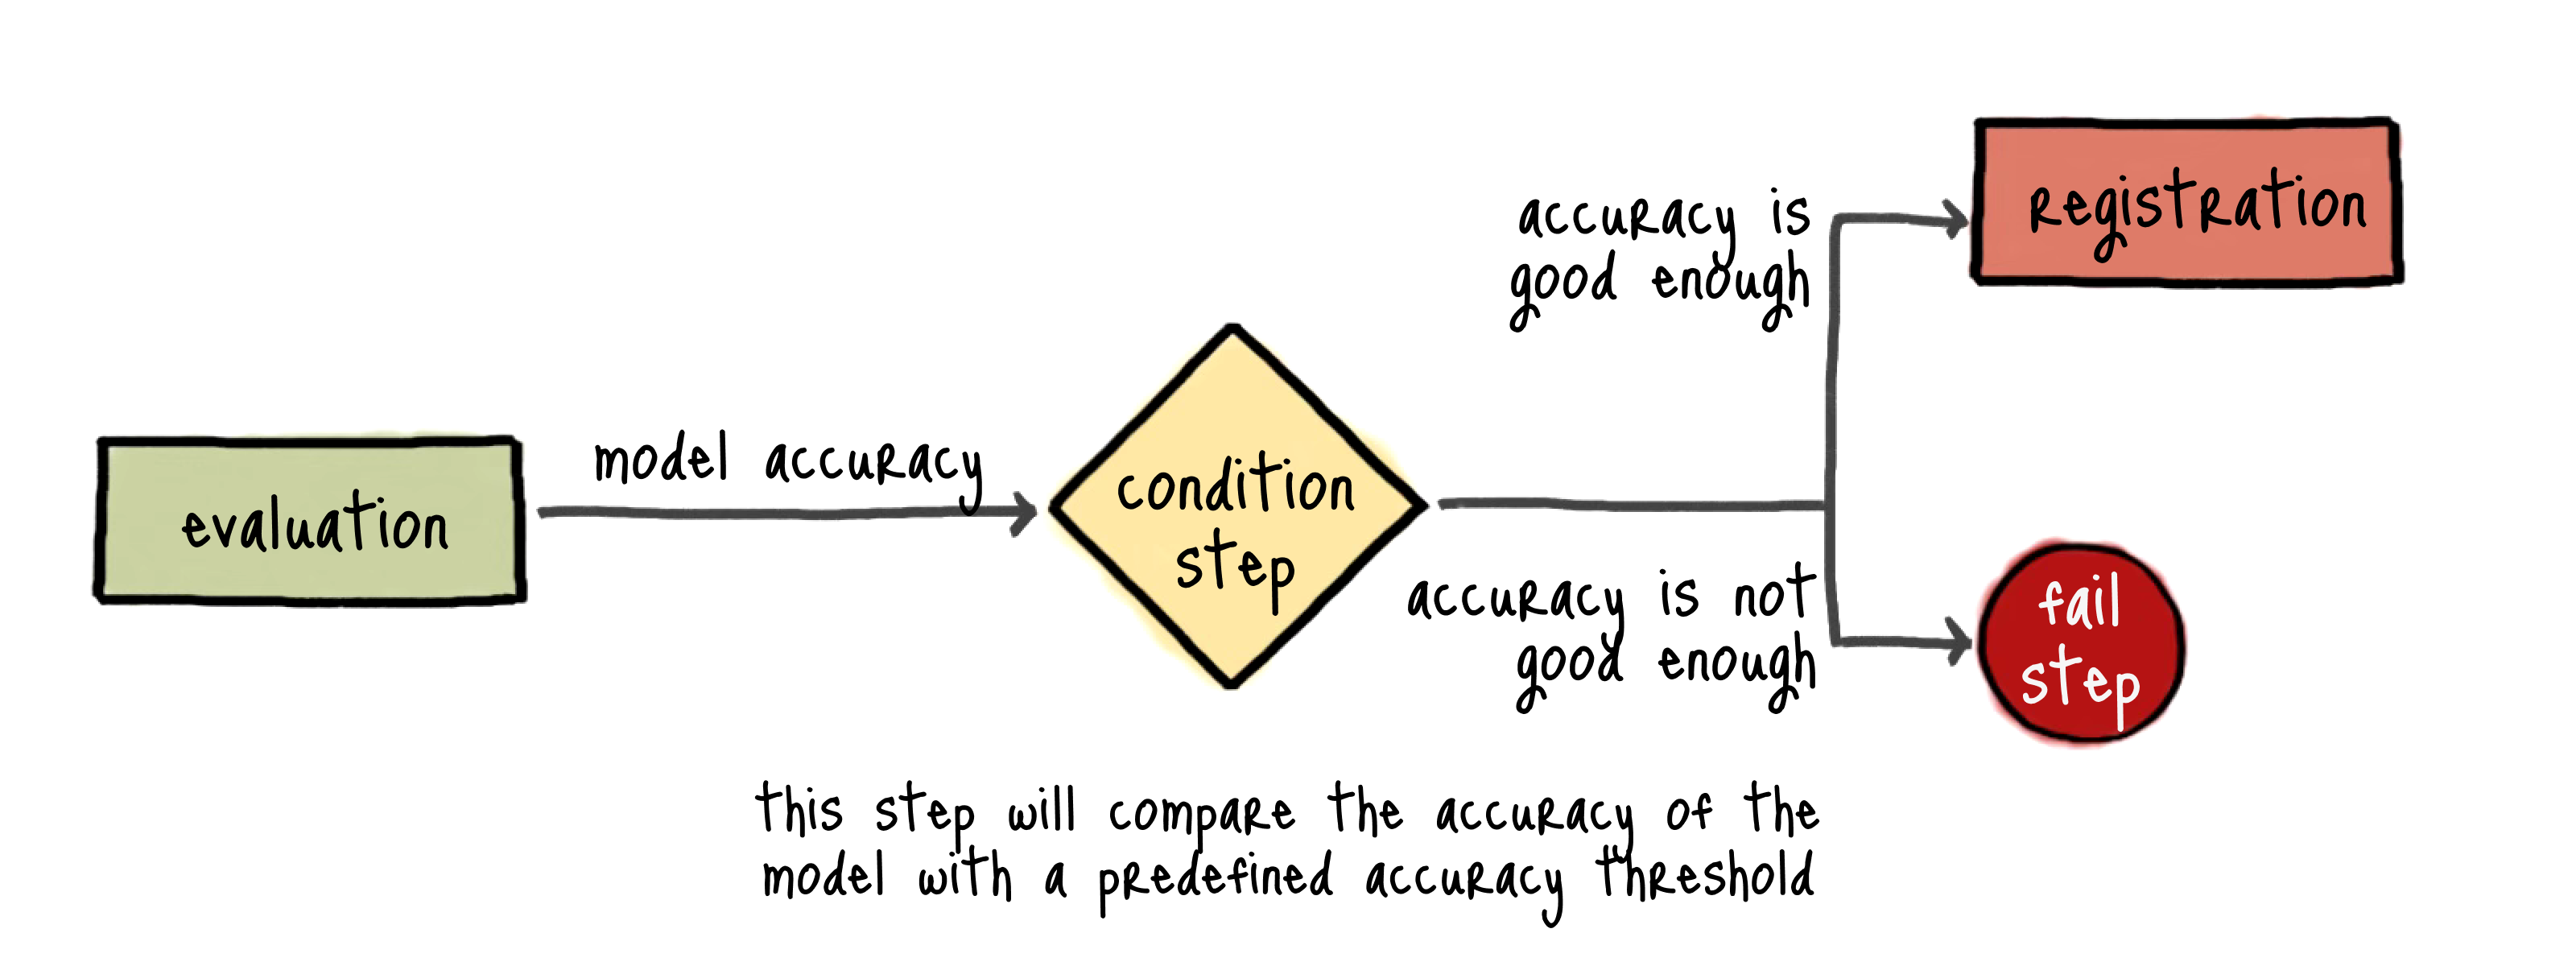 evaluation
model accuracy
condition
step
accuracy is
good enough
registration
accuracy is not
good enough
fail
step
this step will compare the accuracy of the
model with a predefined accuracy threshold